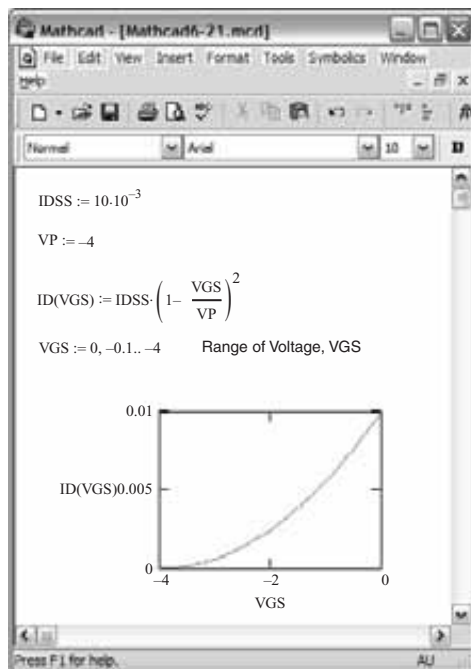 Mathcad - [Mathcad6-21.mcd]
File Edit View Insert Format Tools Symbolics Window
Help
Normal Arial 10 B
IDSS := 10·10⁻³
VP := –4
ID(VGS) := IDSS·(1– VGS/VP)²
VGS := 0, –0.1.. –4 Range of Voltage, VGS
0.01
ID(VGS)0.005
0
–4 –2 0
VGS
Press F1 for help. AU